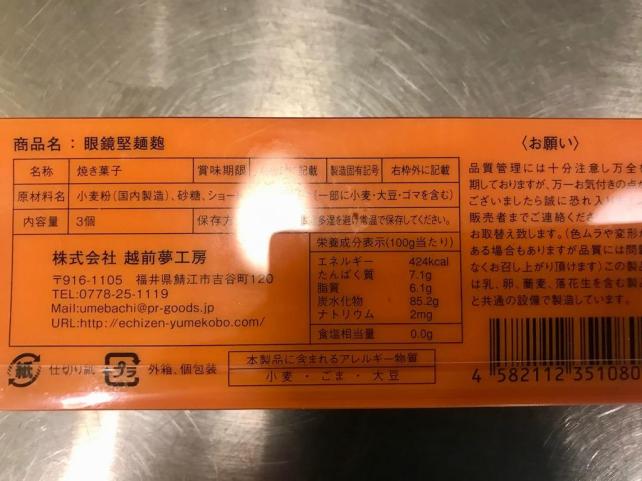 商品名：眼鏡堅麺麭
名称 焼き菓子 賞味期限 に記載 製造固有記号 右枠外に記載
原材料名 小麦粉(国内製造)、砂糖、ショー (一部に小麦・大豆・ゴマを含む)
内容量 3個 保存方 多湿を避け常温で保存してください。
株式会社 越前夢工房
〒916-1105 福井県鯖江市吉谷町120
TEL:0778-25-1119
Mail:umebachi@pr-goods.jp
URL:http://echizen-yumekobo.com/
栄養成分表示(100g当たり)
エネルギー 424kcal
たんぱく質 7.1g
脂質 6.1g
炭水化物 85.2g
ナトリウム 2mg
食塩相当量 0.0g
紙 仕切り紙 プラ 外箱、個包装
本製品に含まれるアレルギー物質
小麦・ごま・大豆
〈お願い〉
品質管理には十分注意し万全
期しておりますが、万一お気付きの点
ございましたら誠に恐れ入り
販売者までご連絡くださ
お取替え致します。(色ムラや変形が
ある場合もありますが品質には問題
なくお召し上がり頂けます)この製品
は乳、卵、蕎麦、落花生を含む製品
と共通の設備で製造しています。
4 582112 351080